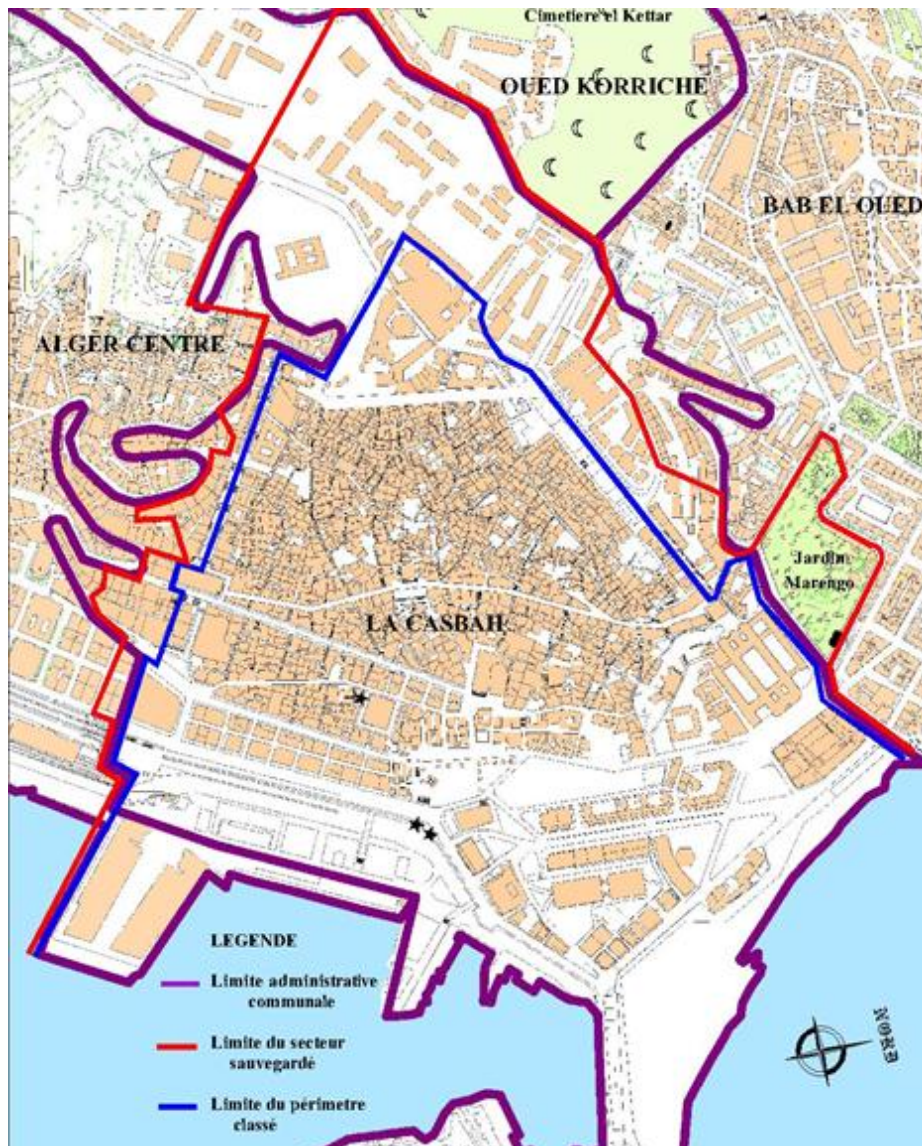 Cimetiere el Kettar
OUED KORRICHE
BAB EL OUED
ALGER CENTRE
Jardin
Marengo
LA CASBAH
LEGENDE
Limite administrative
communale
Limite du secteur
sauvegardé
Limite du périmetre
classé
NORD